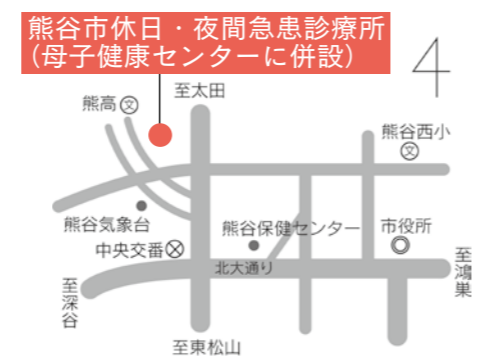 熊谷市休日・夜間急患診療所
(母子健康センターに併設)
熊高
文
至太田
熊谷西小
文
熊谷気象台
熊谷保健センター
市役所
中央交番
北大通り
至深谷
至鴻巣
至東松山